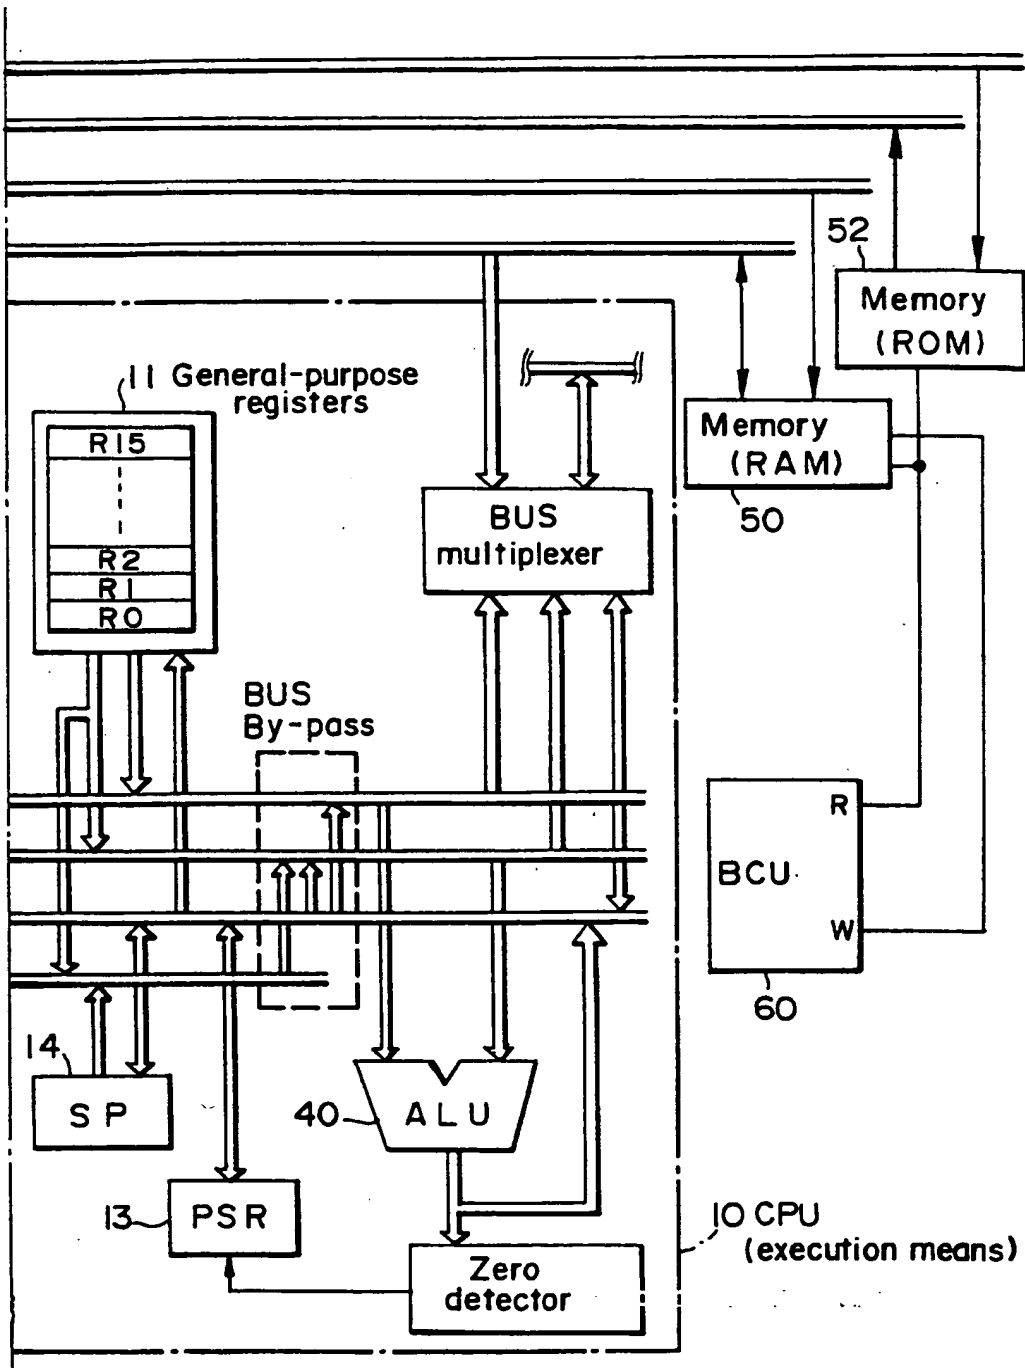 52
Memory
(ROM)
11 General-purpose
registers
R15
R2
R1
R0
Memory
(RAM)
50
BUS
multiplexer
BUS
By-pass
R
BCU
W
60
14
SP
40
ALU
13
PSR
10 CPU
(execution means)
Zero
detector